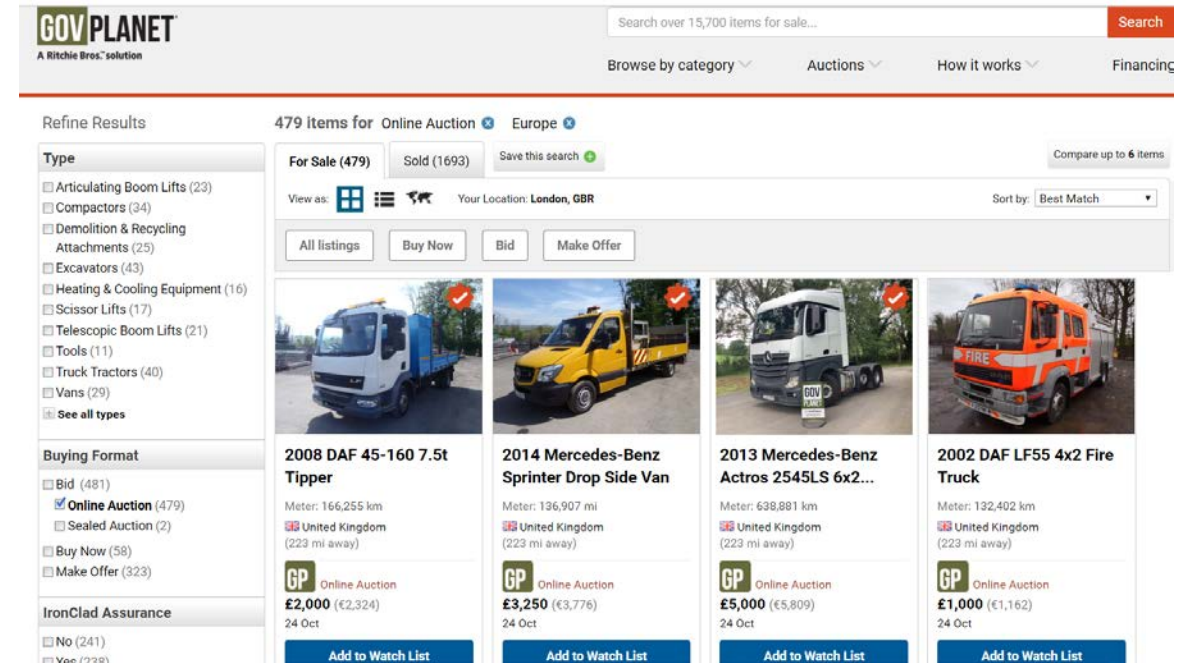 GOV PLANET
A Ritchie Bros.™ solution
Search over 15,700 items for sale...
Search
Browse by category
Auctions
How it works
Financing
Refine Results
Type
Articulating Boom Lifts (23)
Compactors (34)
Demolition & Recycling
Attachments (25)
Excavators (43)
Heating & Cooling Equipment (16)
Scissor Lifts (17)
Telescopic Boom Lifts (21)
Tools (11)
Truck Tractors (40)
Vans (29)
See all types
Buying Format
Bid (481)
Online Auction (479)
Sealed Auction (2)
Buy Now (58)
Make Offer (323)
IronClad Assurance
No (241)
Yes (238)
479 items for Online Auction Europe
For Sale (479)
Sold (1693)
Save this search
Compare up to 6 items
View as:
Your Location: London, GBR
Sort by: Best Match
All listings
Buy Now
Bid
Make Offer
GOV
PLANET
FIRE
2008 DAF 45-160 7.5t
Tipper
Meter: 166,255 km
United Kingdom
(223 mi away)
GP Online Auction
£2,000 (€2,324)
24 Oct
Add to Watch List
2014 Mercedes-Benz
Sprinter Drop Side Van
Meter: 136,907 mi
United Kingdom
(223 mi away)
GP Online Auction
£3,250 (€3,776)
24 Oct
Add to Watch List
2013 Mercedes-Benz
Actros 2545LS 6x2...
Meter: 638,881 km
United Kingdom
(223 mi away)
GP Online Auction
£5,000 (€5,809)
24 Oct
Add to Watch List
2002 DAF LF55 4x2 Fire
Truck
Meter: 132,402 km
United Kingdom
(223 mi away)
GP Online Auction
£1,000 (€1,162)
24 Oct
Add to Watch List